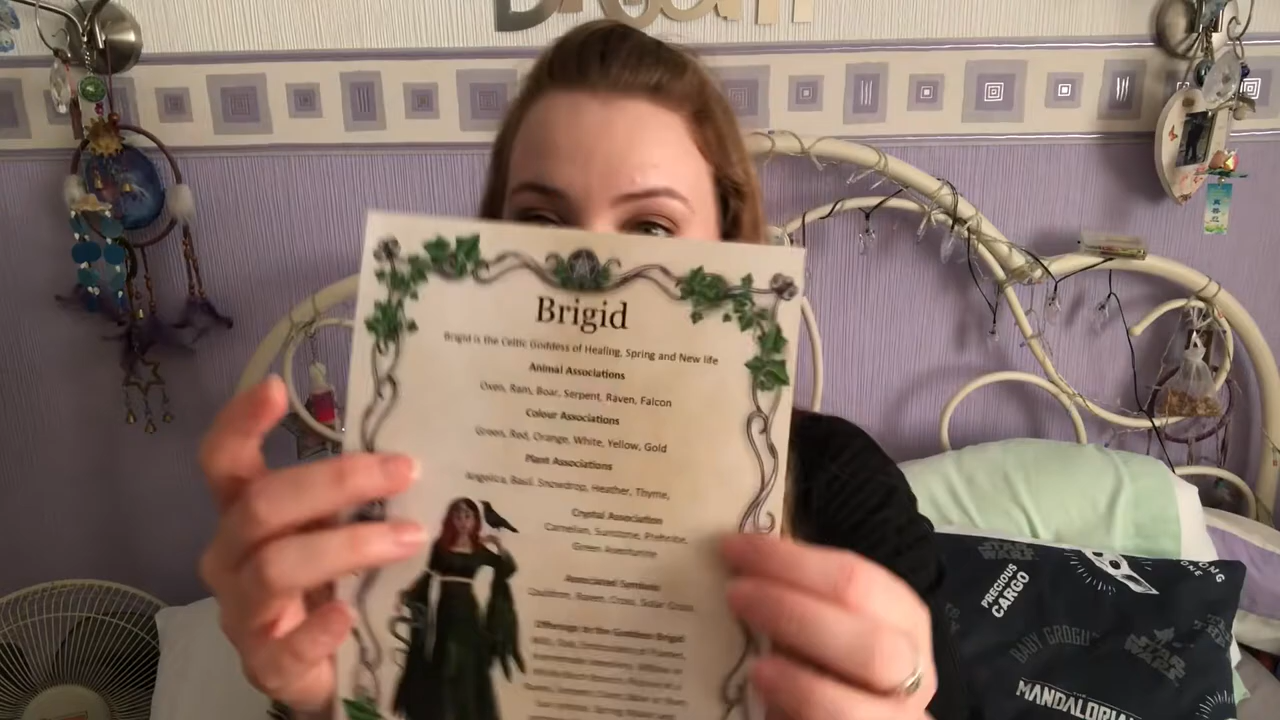 Dream
Brigid
Brigid is the Celtic Goddess of Healing, Spring and New life
Animal Associations
Oxen, Ram, Boar, Serpent, Raven, Falcon
Colour Associations
Green, Red, Orange, White, Yellow, Gold
Plant Associations
Angelica, Basil, Snowdrop, Heather, Thyme,
Crystal Association
Carnelian, Sunstone, Prehnite,
Green Aventurine
Associated Symbols
Cauldron, Raven, Cross, Solar Cross
Offerings to the Goddess Brigid
STAR
WARS
PRECIOUS
CARGO
BABY GROGU
STAR
WARS
THE
MANDALORIAN